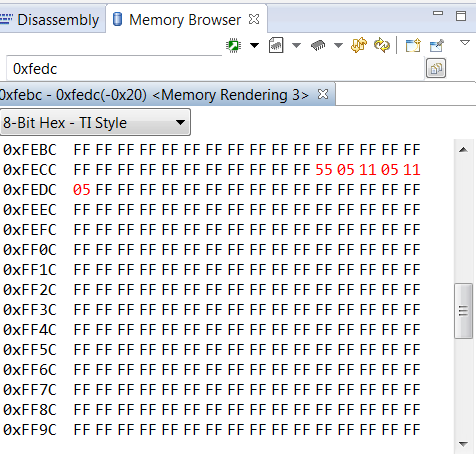 Disassembly Memory Browser
0xfedc
0xfebc - 0xfedc(-0x20) <Memory Rendering 3>
8-Bit Hex - TI Style
0xFEBC FF FF FF FF FF FF FF FF FF FF FF FF FF FF FF FF
0xFECC FF FF FF FF FF FF FF FF FF FF FF 55 05 11 05 11
0xFEDC 05 FF FF FF FF FF FF FF FF FF FF FF FF FF FF FF
0xFEEC FF FF FF FF FF FF FF FF FF FF FF FF FF FF FF FF
0xFEFC FF FF FF FF FF FF FF FF FF FF FF FF FF FF FF FF
0xFF0C FF FF FF FF FF FF FF FF FF FF FF FF FF FF FF FF
0xFF1C FF FF FF FF FF FF FF FF FF FF FF FF FF FF FF FF
0xFF2C FF FF FF FF FF FF FF FF FF FF FF FF FF FF FF FF
0xFF3C FF FF FF FF FF FF FF FF FF FF FF FF FF FF FF FF
0xFF4C FF FF FF FF FF FF FF FF FF FF FF FF FF FF FF FF
0xFF5C FF FF FF FF FF FF FF FF FF FF FF FF FF FF FF FF
0xFF6C FF FF FF FF FF FF FF FF FF FF FF FF FF FF FF FF
0xFF7C FF FF FF FF FF FF FF FF FF FF FF FF FF FF FF FF
0xFF8C FF FF FF FF FF FF FF FF FF FF FF FF FF FF FF FF
0xFF9C FF FF FF FF FF FF FF FF FF FF FF FF FF FF FF FF